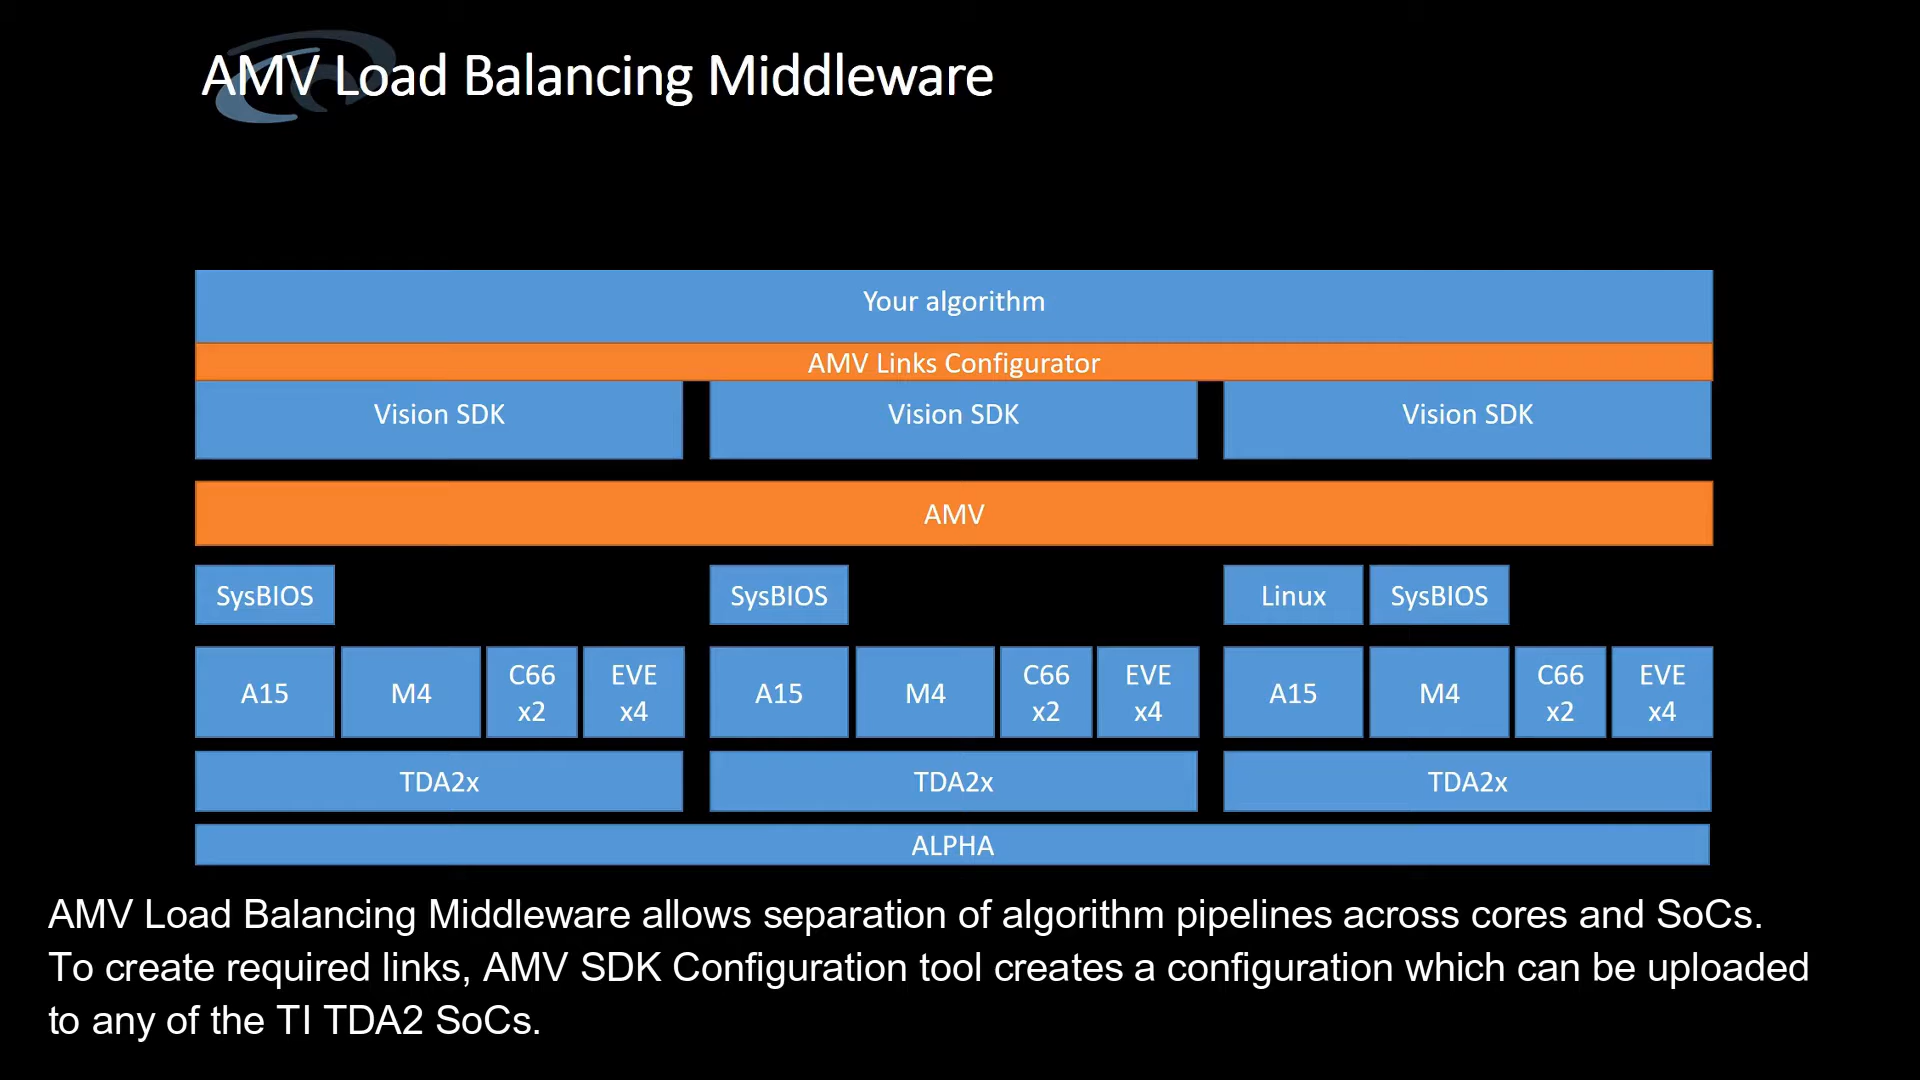 AMV Load Balancing Middleware
Your algorithm
AMV Links Configurator
Vision SDK Vision SDK Vision SDK
AMV
SysBIOS SysBIOS Linux SysBIOS
A15 M4 C66 x2 EVE x4 A15 M4 C66 x2 EVE x4 A15 M4 C66 x2 EVE x4
TDA2x TDA2x TDA2x
ALPHA
AMV Load Balancing Middleware allows separation of algorithm pipelines across cores and SoCs.
To create required links, AMV SDK Configuration tool creates a configuration which can be uploaded
to any of the TI TDA2 SoCs.